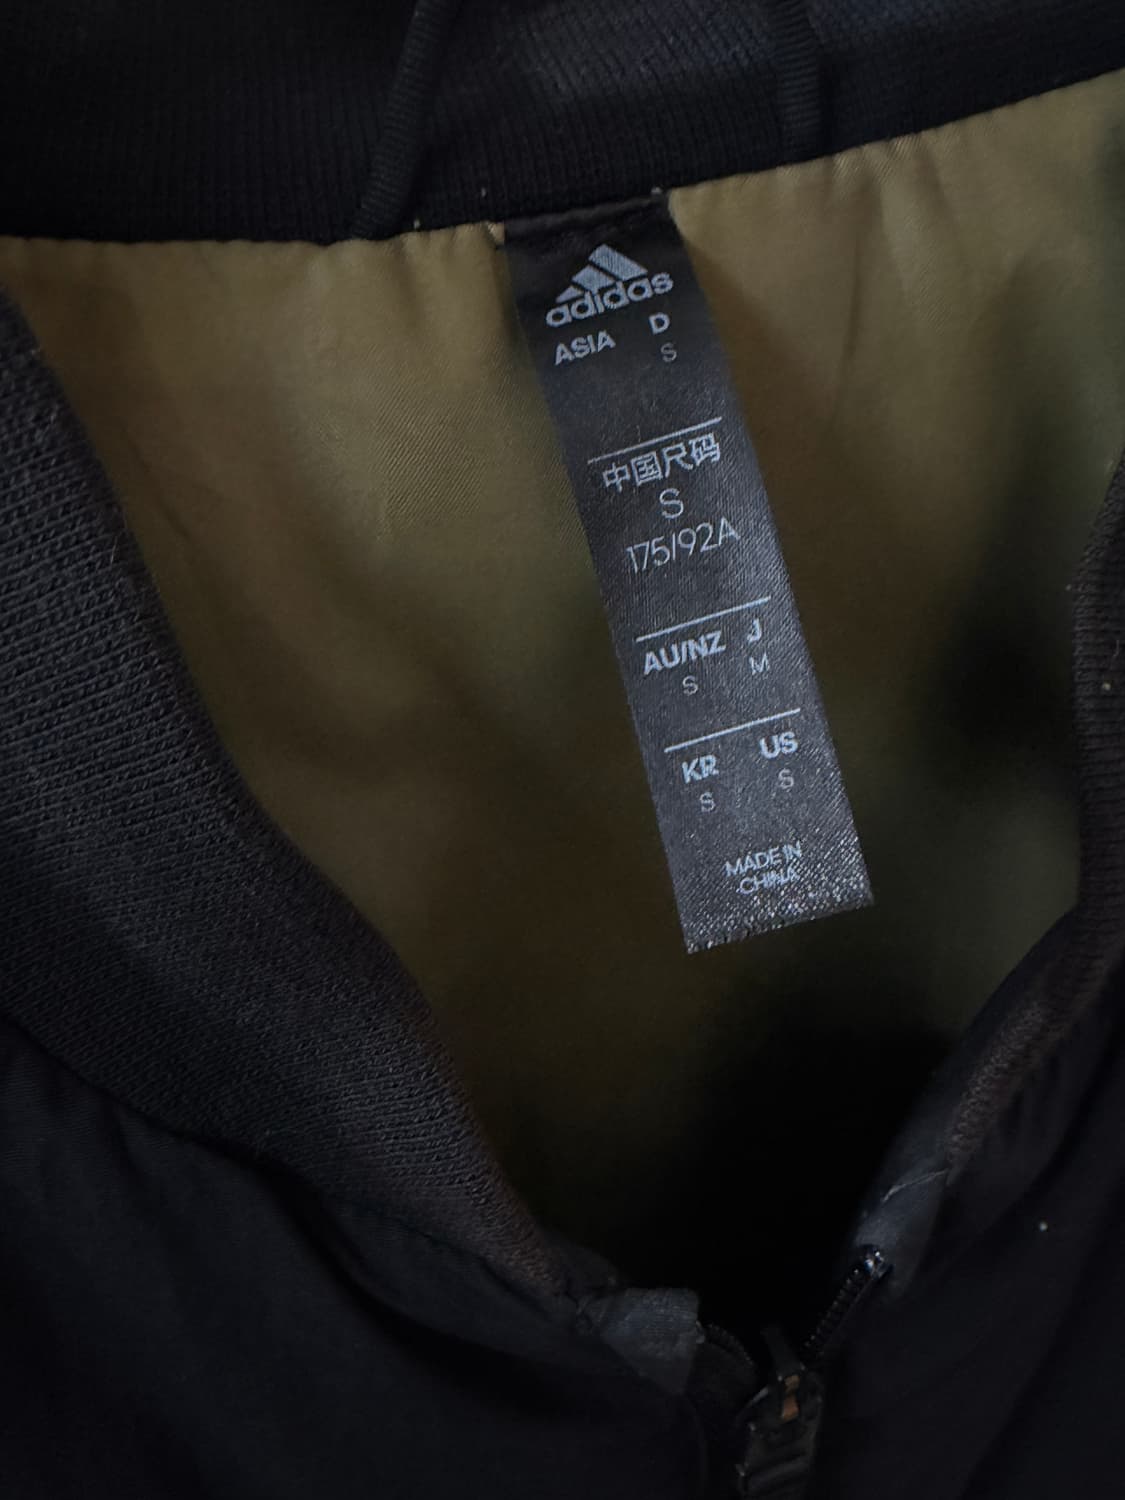 adidas
ASIA D
S
中国尺码
S
175/92A
AU/NZ J
S M
KR US
S S
MADE IN
CHINA